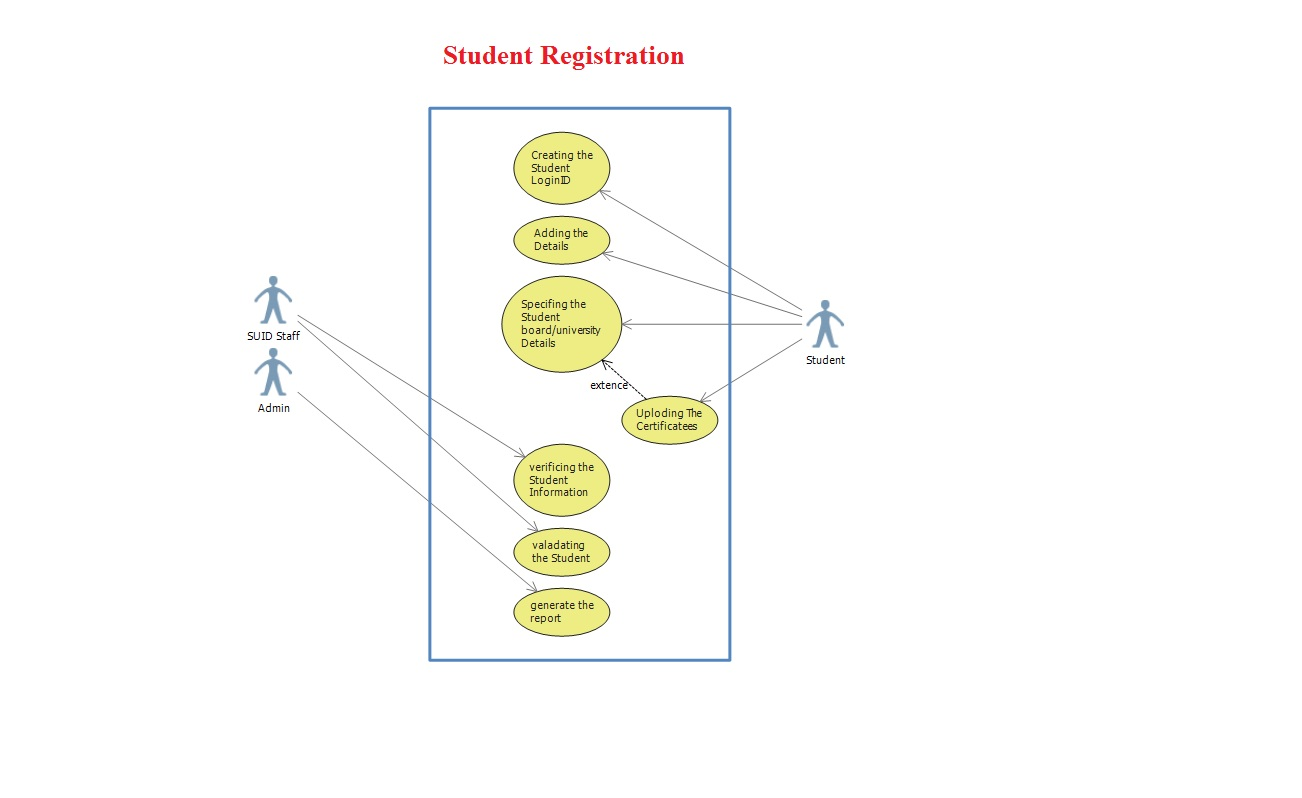 Student Registration
Creating the
Student
LoginID
Adding the
Details
Specifing the
Student
board/university
Details
SUID Staff
Student
extence
Admin
Uploding The
Certificatees
verificing the
Student
Information
valadating
the Student
generate the
report